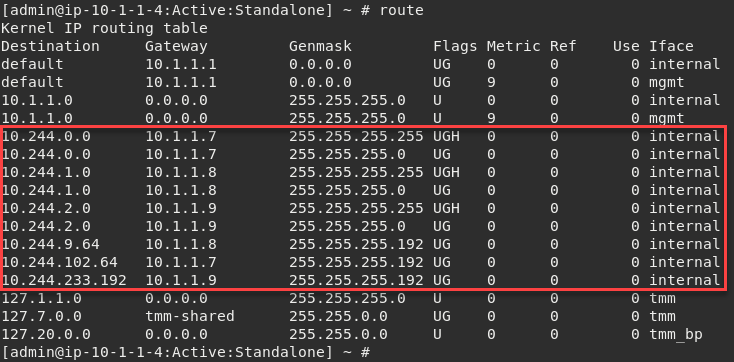 [admin@ip-10-1-1-4:Active:Standalone] ~ # route
Kernel IP routing table
Destination     Gateway         Genmask         Flags Metric Ref    Use Iface
default         10.1.1.1        0.0.0.0         UG    0      0        0 internal
default         10.1.1.1        0.0.0.0         UG    9      0        0 mgmt
10.1.1.0        0.0.0.0         255.255.255.0   U     0      0        0 internal
10.1.1.0        0.0.0.0         255.255.255.0   U     9      0        0 mgmt
10.244.0.0      10.1.1.7        255.255.255.255 UGH   0      0        0 internal
10.244.0.0      10.1.1.7        255.255.255.0   UG    0      0        0 internal
10.244.1.0      10.1.1.8        255.255.255.255 UGH   0      0        0 internal
10.244.1.0      10.1.1.8        255.255.255.0   UG    0      0        0 internal
10.244.2.0      10.1.1.9        255.255.255.255 UGH   0      0        0 internal
10.244.2.0      10.1.1.9        255.255.255.0   UG    0      0        0 internal
10.244.9.64     10.1.1.8        255.255.255.192 UG    0      0        0 internal
10.244.102.64   10.1.1.7        255.255.255.192 UG    0      0        0 internal
10.244.233.192  10.1.1.9        255.255.255.192 UG    0      0        0 internal
127.1.1.0       0.0.0.0         255.255.255.0   U     0      0        0 tmm
127.7.0.0       tmm-shared      255.255.0.0     UG    0      0        0 tmm
127.20.0.0      0.0.0.0         255.255.0.0     U     0      0        0 tmm_bp
[admin@ip-10-1-1-4:Active:Standalone] ~ #